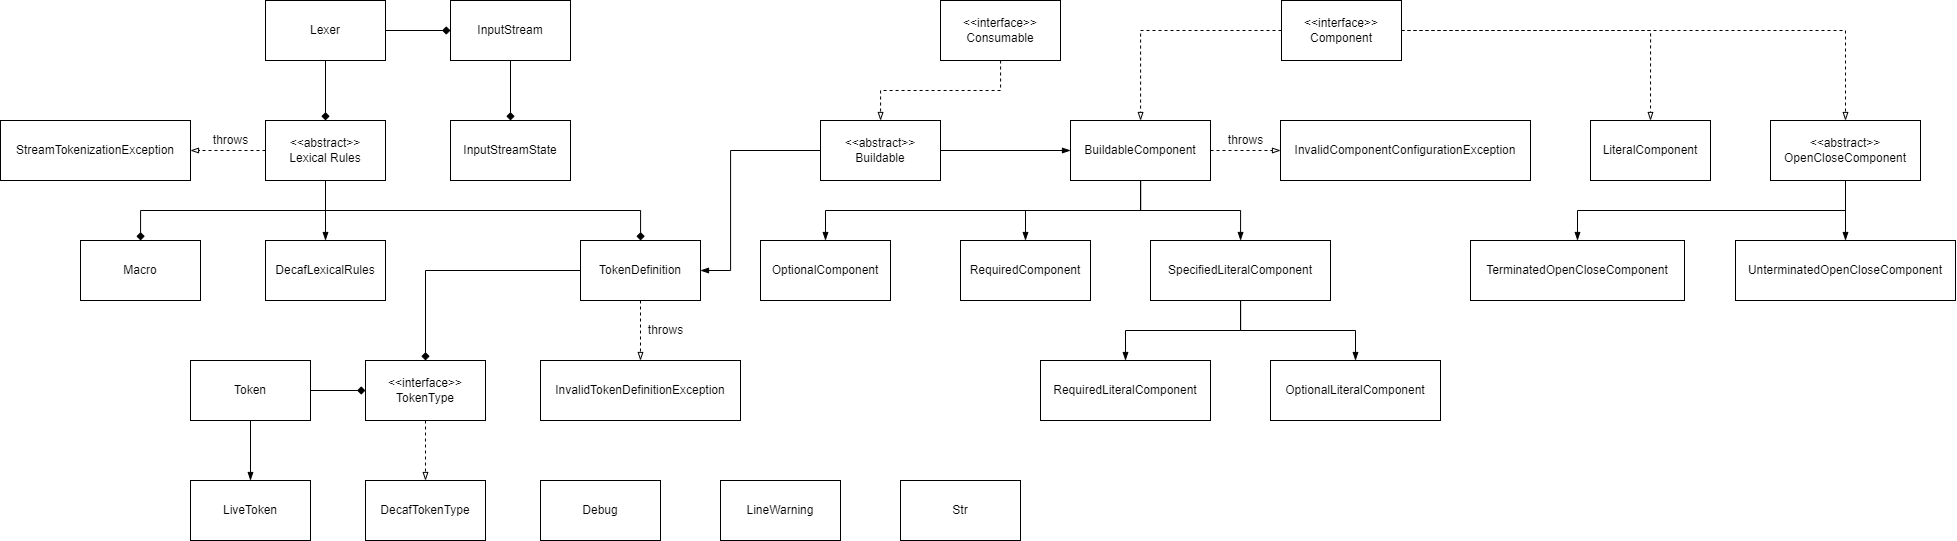 Lexer
InputStream
<<interface>>
Consumable
<<interface>>
Component
StreamTokenizationException
throws
<<abstract>>
Lexical Rules
InputStreamState
<<abstract>>
Buildable
BuildableComponent
throws
InvalidComponentConfigurationException
LiteralComponent
<<abstract>>
OpenCloseComponent
Macro
DecafLexicalRules
TokenDefinition
OptionalComponent
RequiredComponent
SpecifiedLiteralComponent
TerminatedOpenCloseComponent
UnterminatedOpenCloseComponent
throws
Token
<<interface>>
TokenType
InvalidTokenDefinitionException
RequiredLiteralComponent
OptionalLiteralComponent
LiveToken
DecafTokenType
Debug
LineWarning
Str